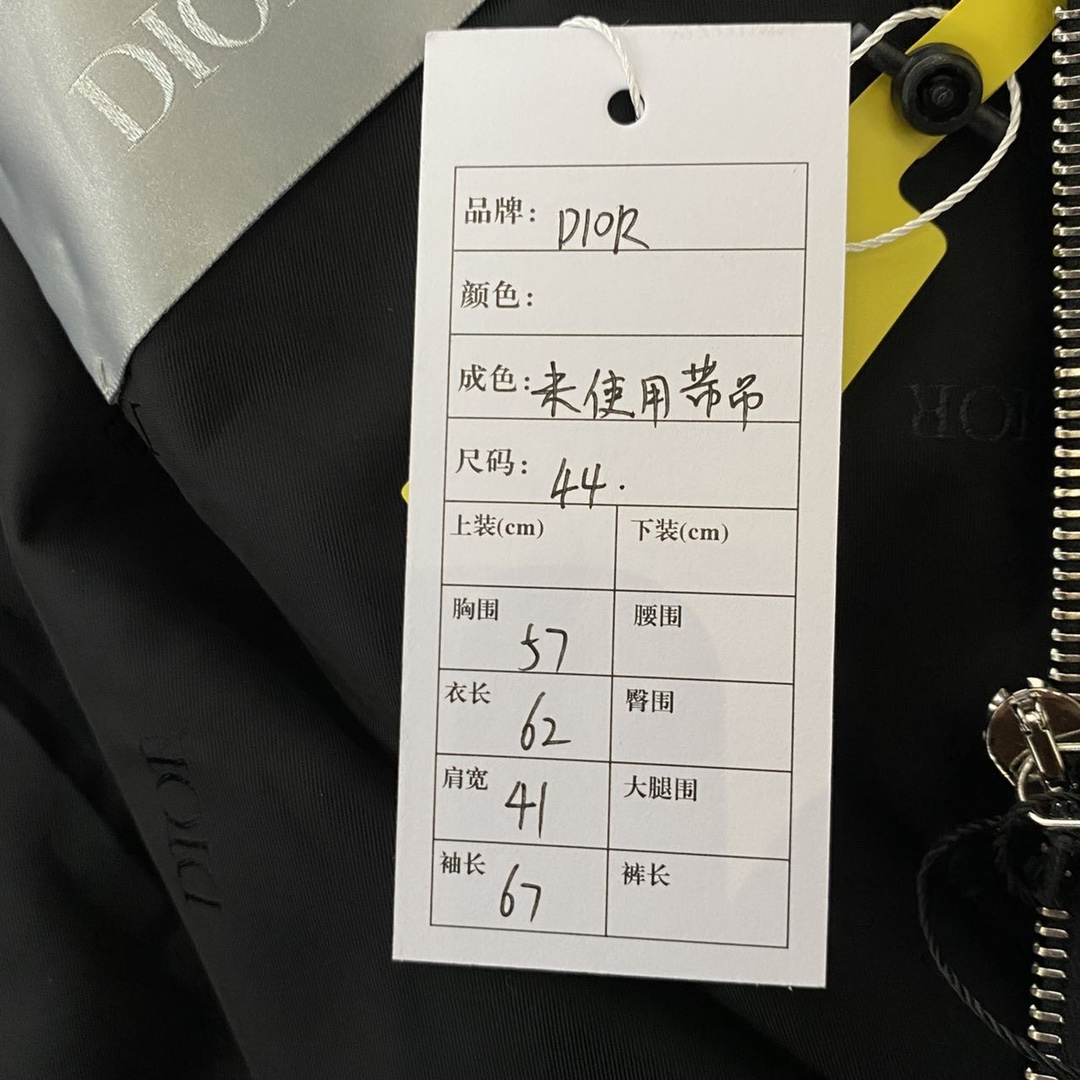 DIOR
品牌: DIOR
颜色:
成色: 未使用带吊
尺码: 44.
上装(cm) 下装(cm)
胸围 57 腰围
衣长 62 臀围
肩宽 41 大腿围
袖长 67 裤长
DIOR
DIOR